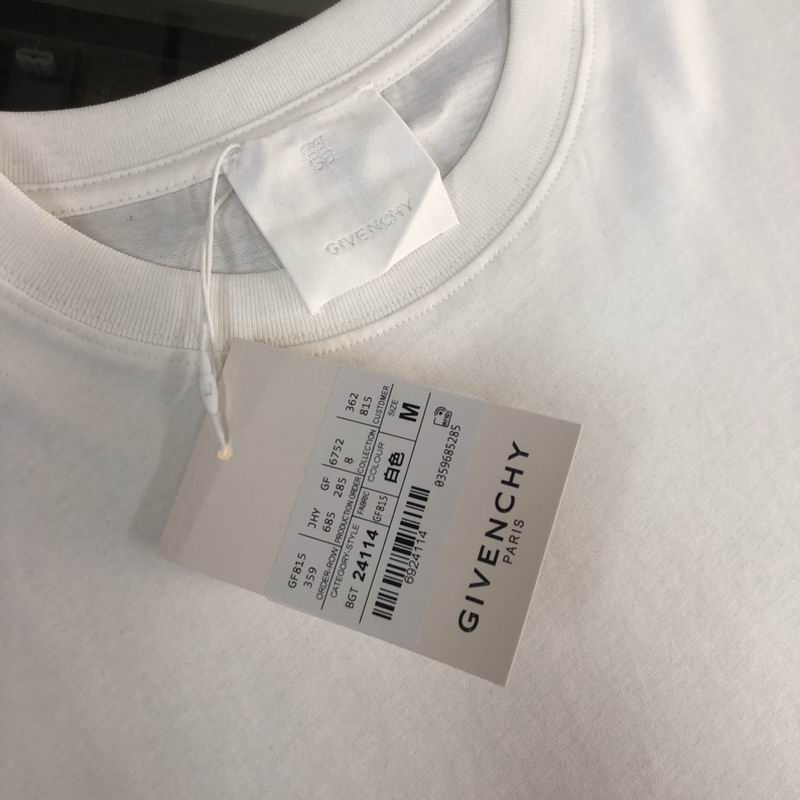 GIVENCHY
GF815 JHY GF 6752 362
359 685 285 8 815
ORDER-ROW PRODUCTION ORDER COLLECTION CUSTOMER
CATEGORY-STYLE FABRIC COLOUR SIZE
BGT 24114 GF815 白色 M
6924114
0359685285
RFID
GIVENCHY
PARIS